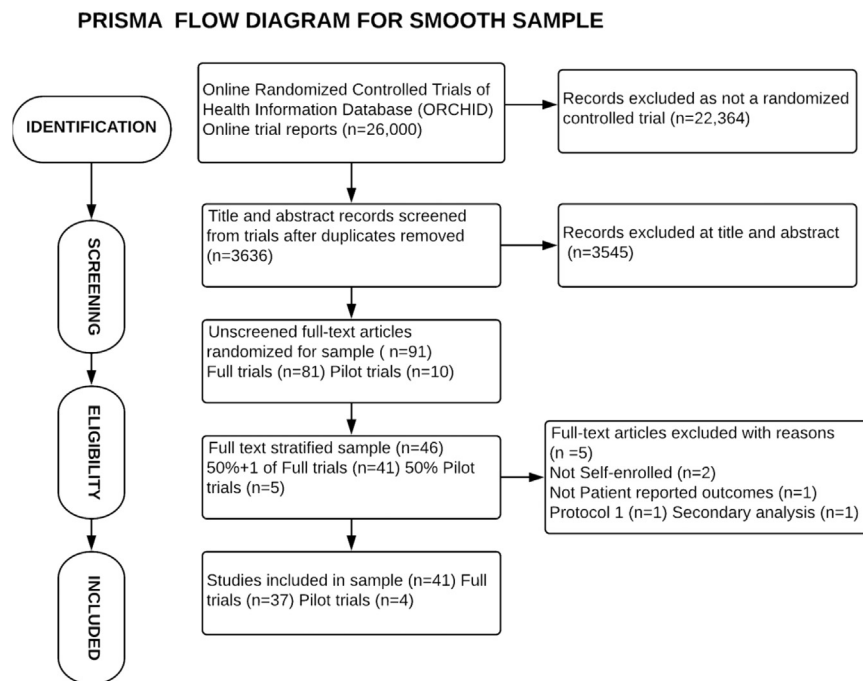 PRISMA FLOW DIAGRAM FOR SMOOTH SAMPLE
IDENTIFICATION
Online Randomized Controlled Trials of
Health Information Database (ORCHID)
Online trial reports (n=26,000)
Records excluded as not a randomized
controlled trial (n=22,364)
SCREENING
Title and abstract records screened
from trials after duplicates removed
(n=3636)
Records excluded at title and abstract
(n=3545)
Unscreened full-text articles
randomized for sample ( n=91)
Full trials (n=81) Pilot trials (n=10)
ELIGIBILITY
Full text stratified sample (n=46)
50%+1 of Full trials (n=41) 50% Pilot
trials (n=5)
Full-text articles excluded with reasons
(n =5)
Not Self-enrolled (n=2)
Not Patient reported outcomes (n=1)
Protocol 1 (n=1) Secondary analysis (n=1)
INCLUDED
Studies included in sample (n=41) Full
trials (n=37) Pilot trials (n=4)